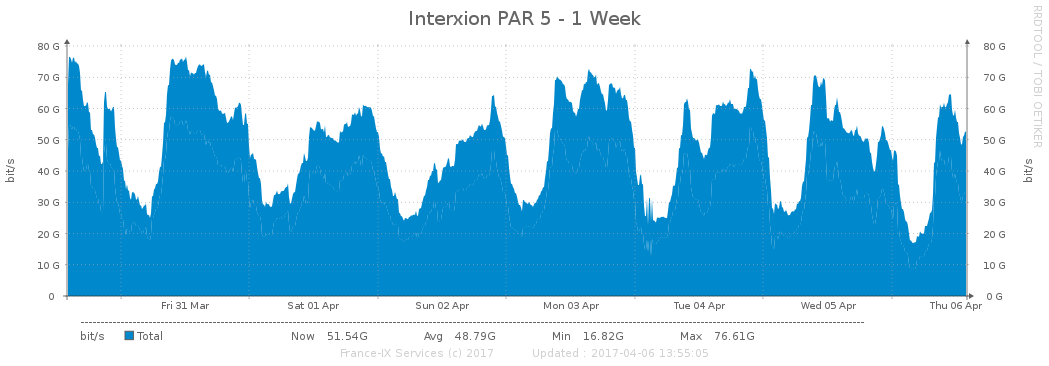 Interxion PAR 5 - 1 Week
RRDTOOL / TOBI OETIKER
bit/s
80 G
70 G
60 G
50 G
40 G
30 G
20 G
10 G
0
80 G
70 G
60 G
50 G
40 G
30 G
20 G
10 G
0 G
bit/s
Fri 31 Mar Sat 01 Apr Sun 02 Apr Mon 03 Apr Tue 04 Apr Wed 05 Apr Thu 06 Apr
bit/s Total Now 51.54G Avg 48.79G Min 16.82G Max 76.61G
France-IX Services (c) 2017 Updated : 2017-04-06 13:55:05